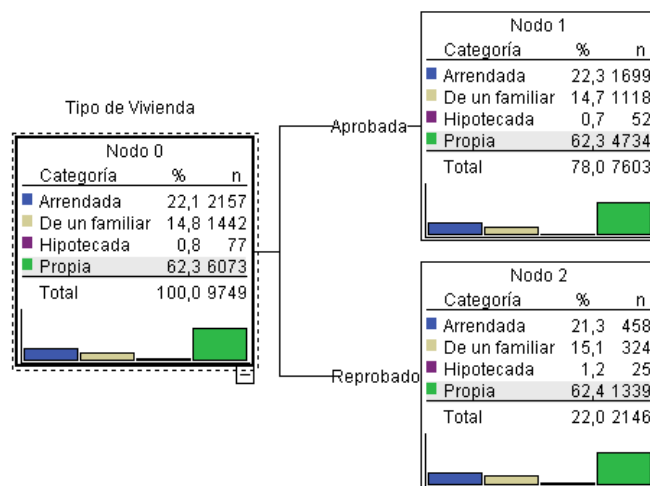 Tipo de Vivienda
Nodo 0
Categoría % n
Arrendada 22,1 2157
De un familiar 14,8 1442
Hipotecada 0,8 77
Propia 62,3 6073
Total 100,0 9749
Aprobada
Nodo 1
Categoría % n
Arrendada 22,3 1699
De un familiar 14,7 1118
Hipotecada 0,7 52
Propia 62,3 4734
Total 78,0 7603
Reprobado
Nodo 2
Categoría % n
Arrendada 21,3 458
De un familiar 15,1 324
Hipotecada 1,2 25
Propia 62,4 1339
Total 22,0 2146